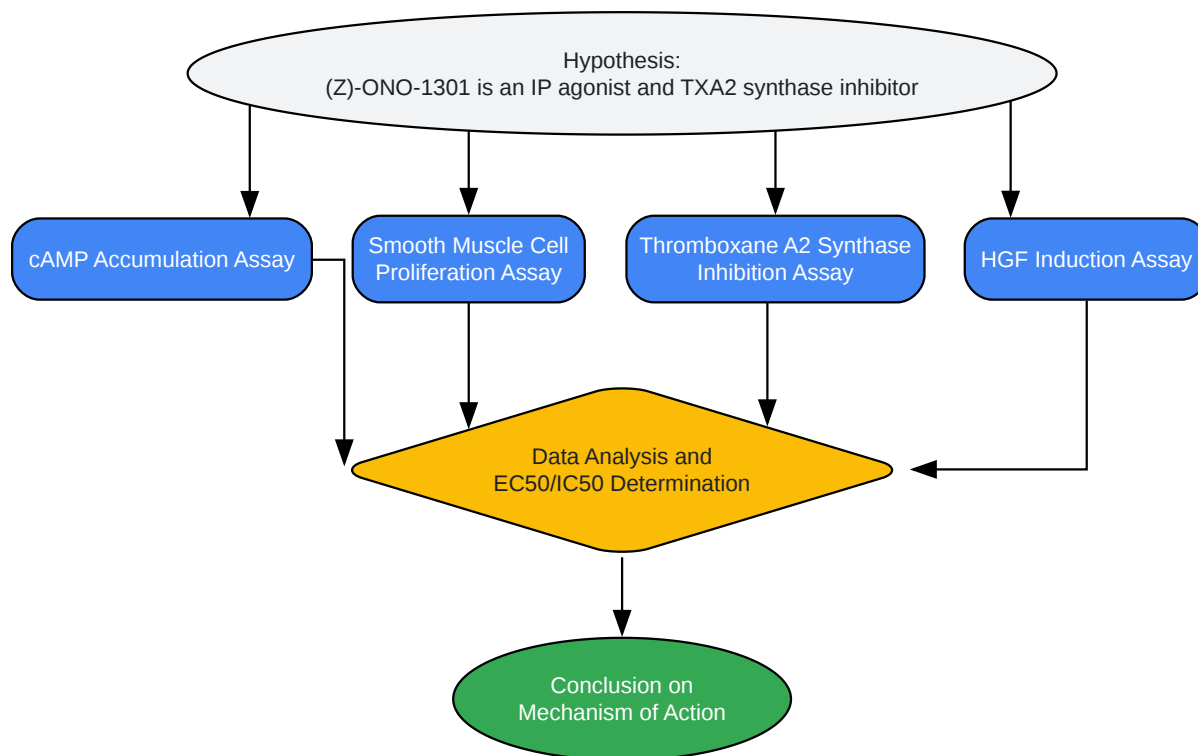 Hypothesis:
(Z)-ONO-1301 is an IP agonist and TXA2 synthase inhibitor
cAMP Accumulation Assay
Smooth Muscle Cell
Proliferation Assay
Thromboxane A2 Synthase
Inhibition Assay
HGF Induction Assay
Data Analysis and
EC50/IC50 Determination
Conclusion on
Mechanism of Action